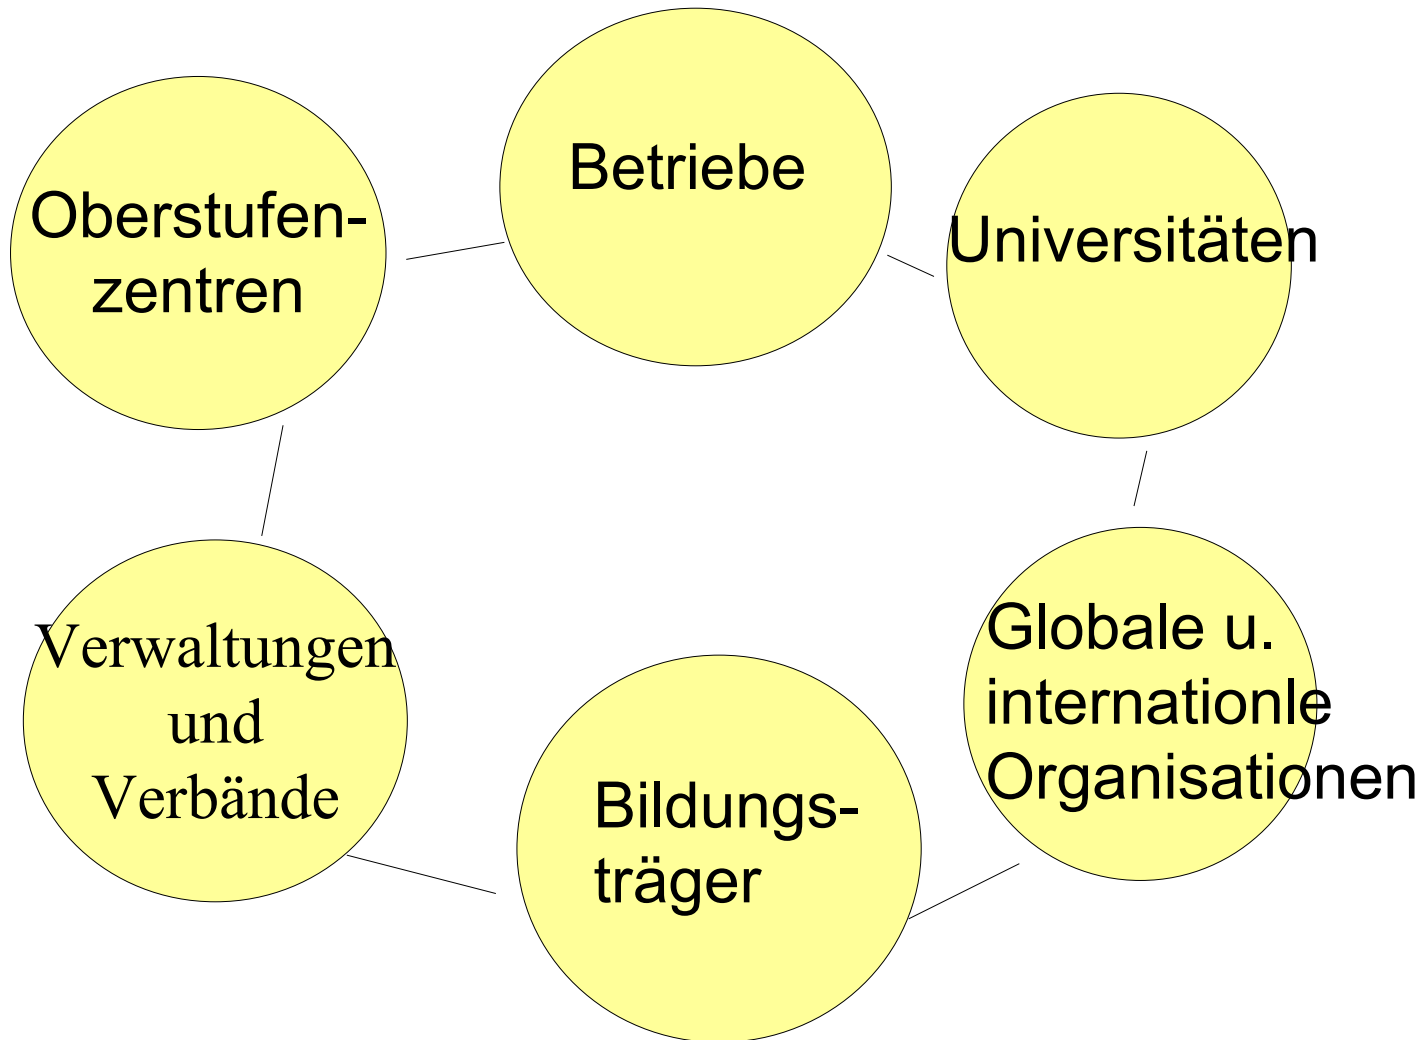 Betriebe
Oberstufen-
zentren
Universitäten
Globale u.
internationle
Organisationen
Verwaltungen
und
Verbände
Bildungs-
träger